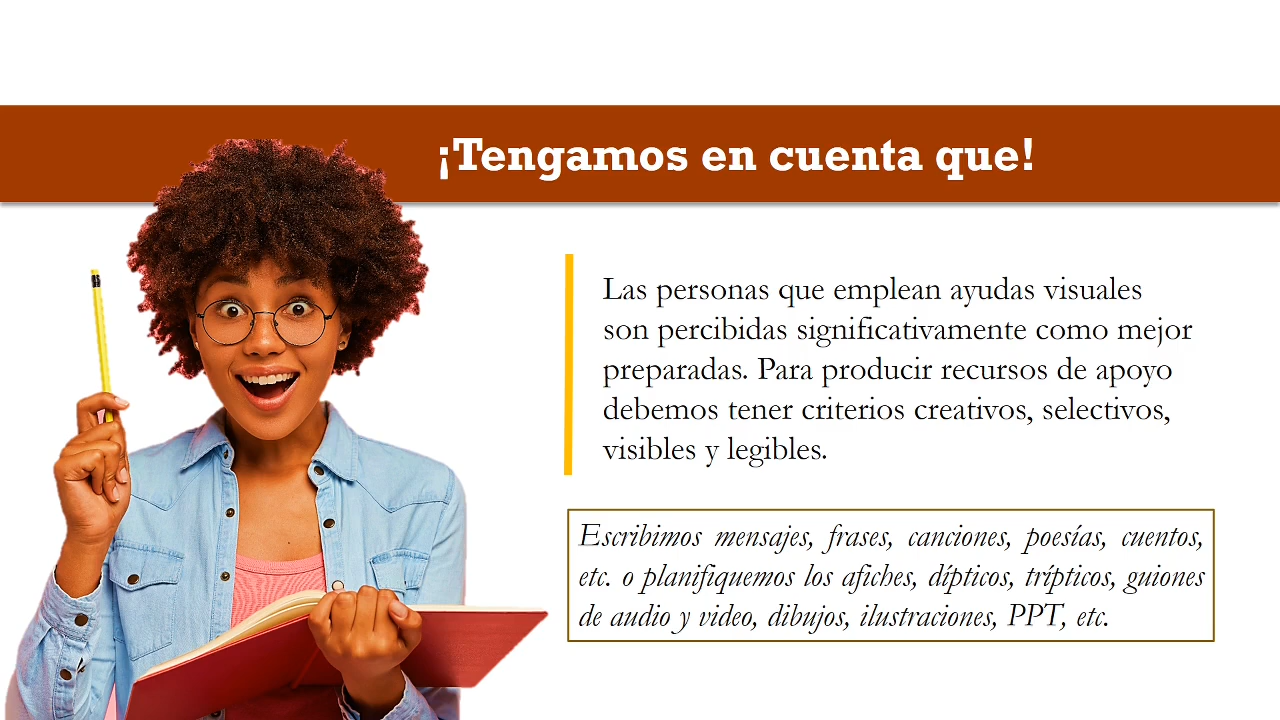 ¡Tengamos en cuenta que!
Las personas que emplean ayudas visuales
son percibidas significativamente como mejor
preparadas. Para producir recursos de apoyo
debemos tener criterios creativos, selectivos,
visibles y legibles.
Escribimos mensajes, frases, canciones, poesías, cuentos,
etc. o planifiquemos los afiches, dípticos, trípticos, guiones
de audio y video, dibujos, ilustraciones, PPT, etc.